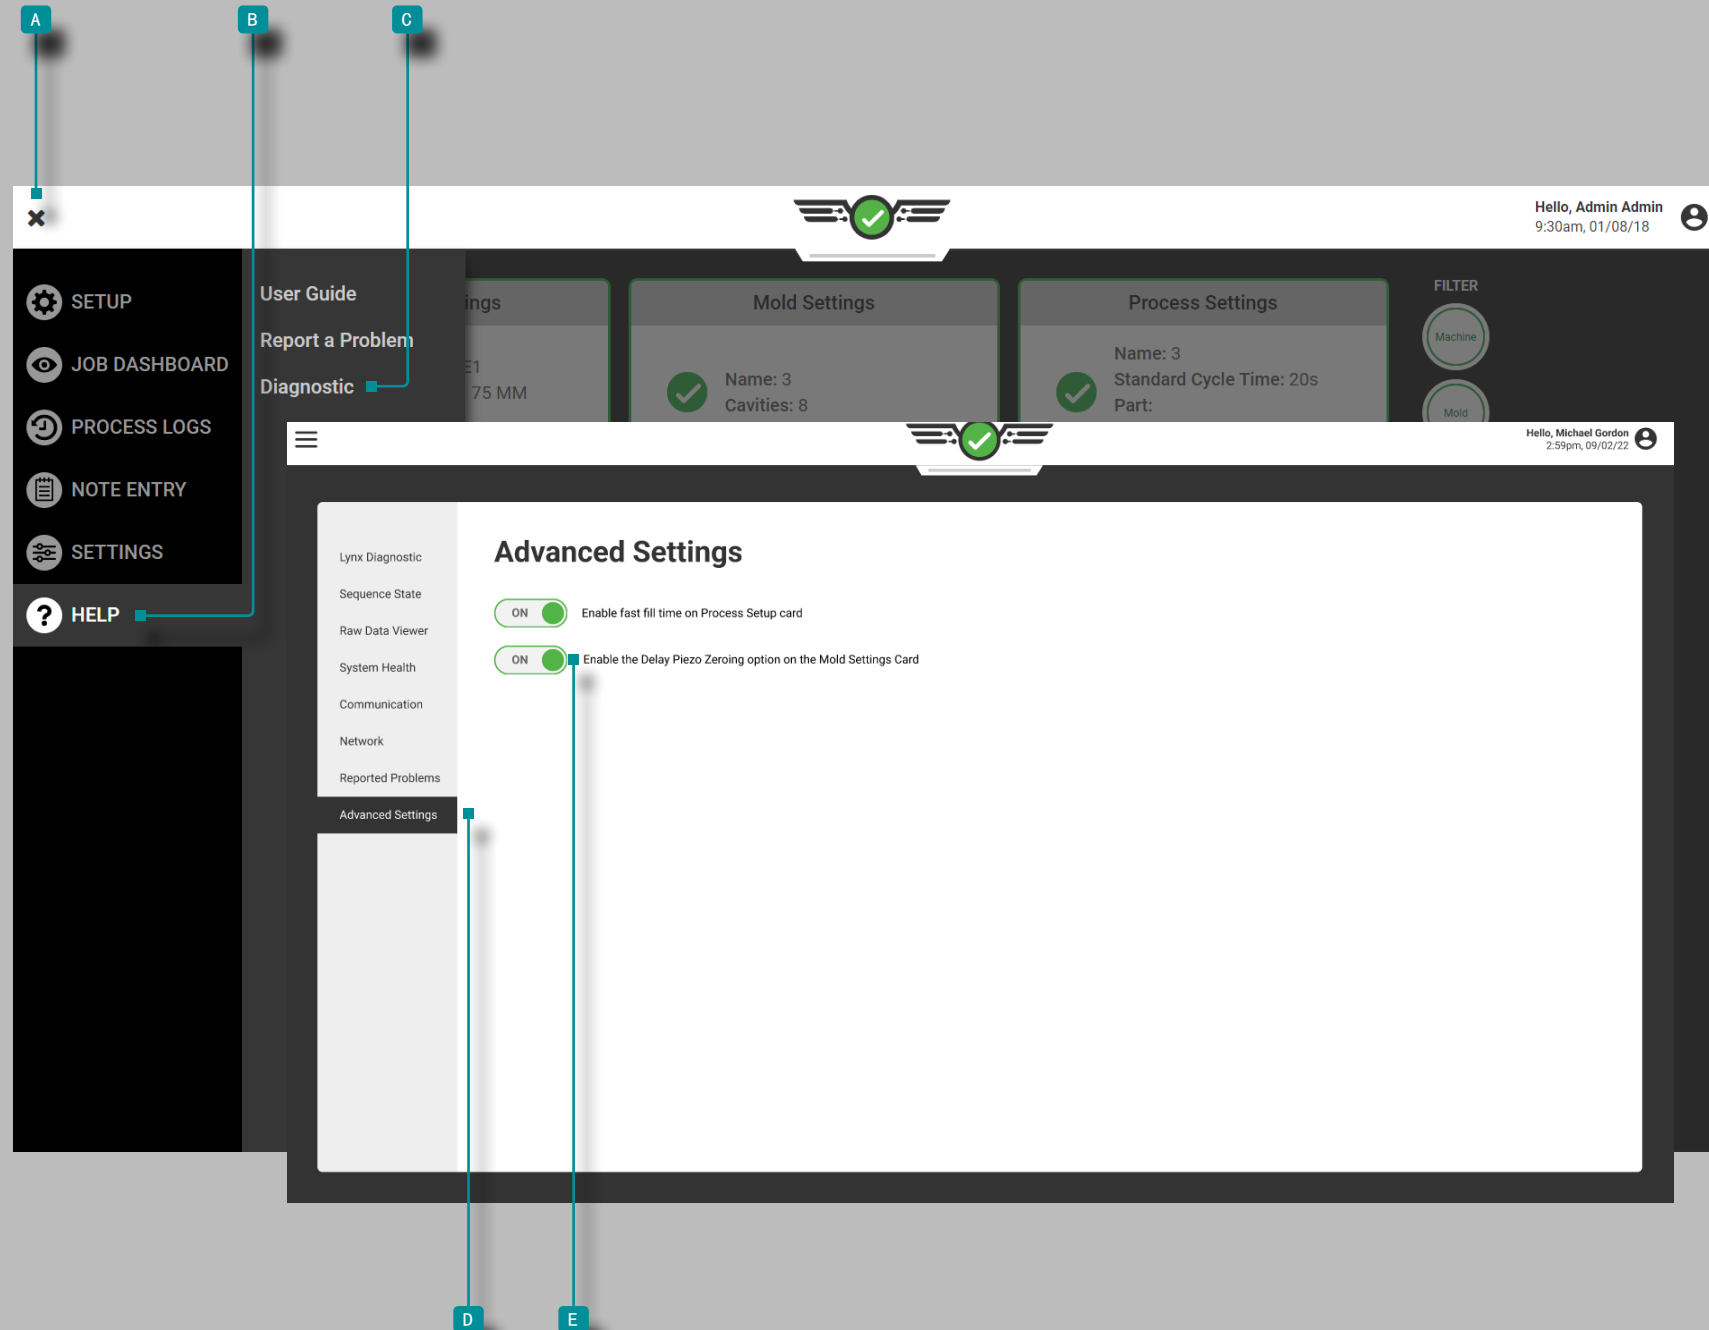 A
B
C
Hello, Admin Admin
9:30am, 01/08/18
SETUP
JOB DASHBOARD
PROCESS LOGS
NOTE ENTRY
SETTINGS
HELP
User Guide
Report a Problem
Diagnostic
ings
E1
75 MM
Mold Settings
Name: 3
Cavities: 8
Process Settings
Name: 3
Standard Cycle Time: 20s
Part:
FILTER
Machine
Mold
Hello, Michael Gordon
2:59pm, 09/02/22
Lynx Diagnostic
Sequence State
Raw Data Viewer
System Health
Communication
Network
Reported Problems
Advanced Settings
Advanced Settings
ON Enable fast fill time on Process Setup card
ON Enable the Delay Piezo Zeroing option on the Mold Settings Card
D
E